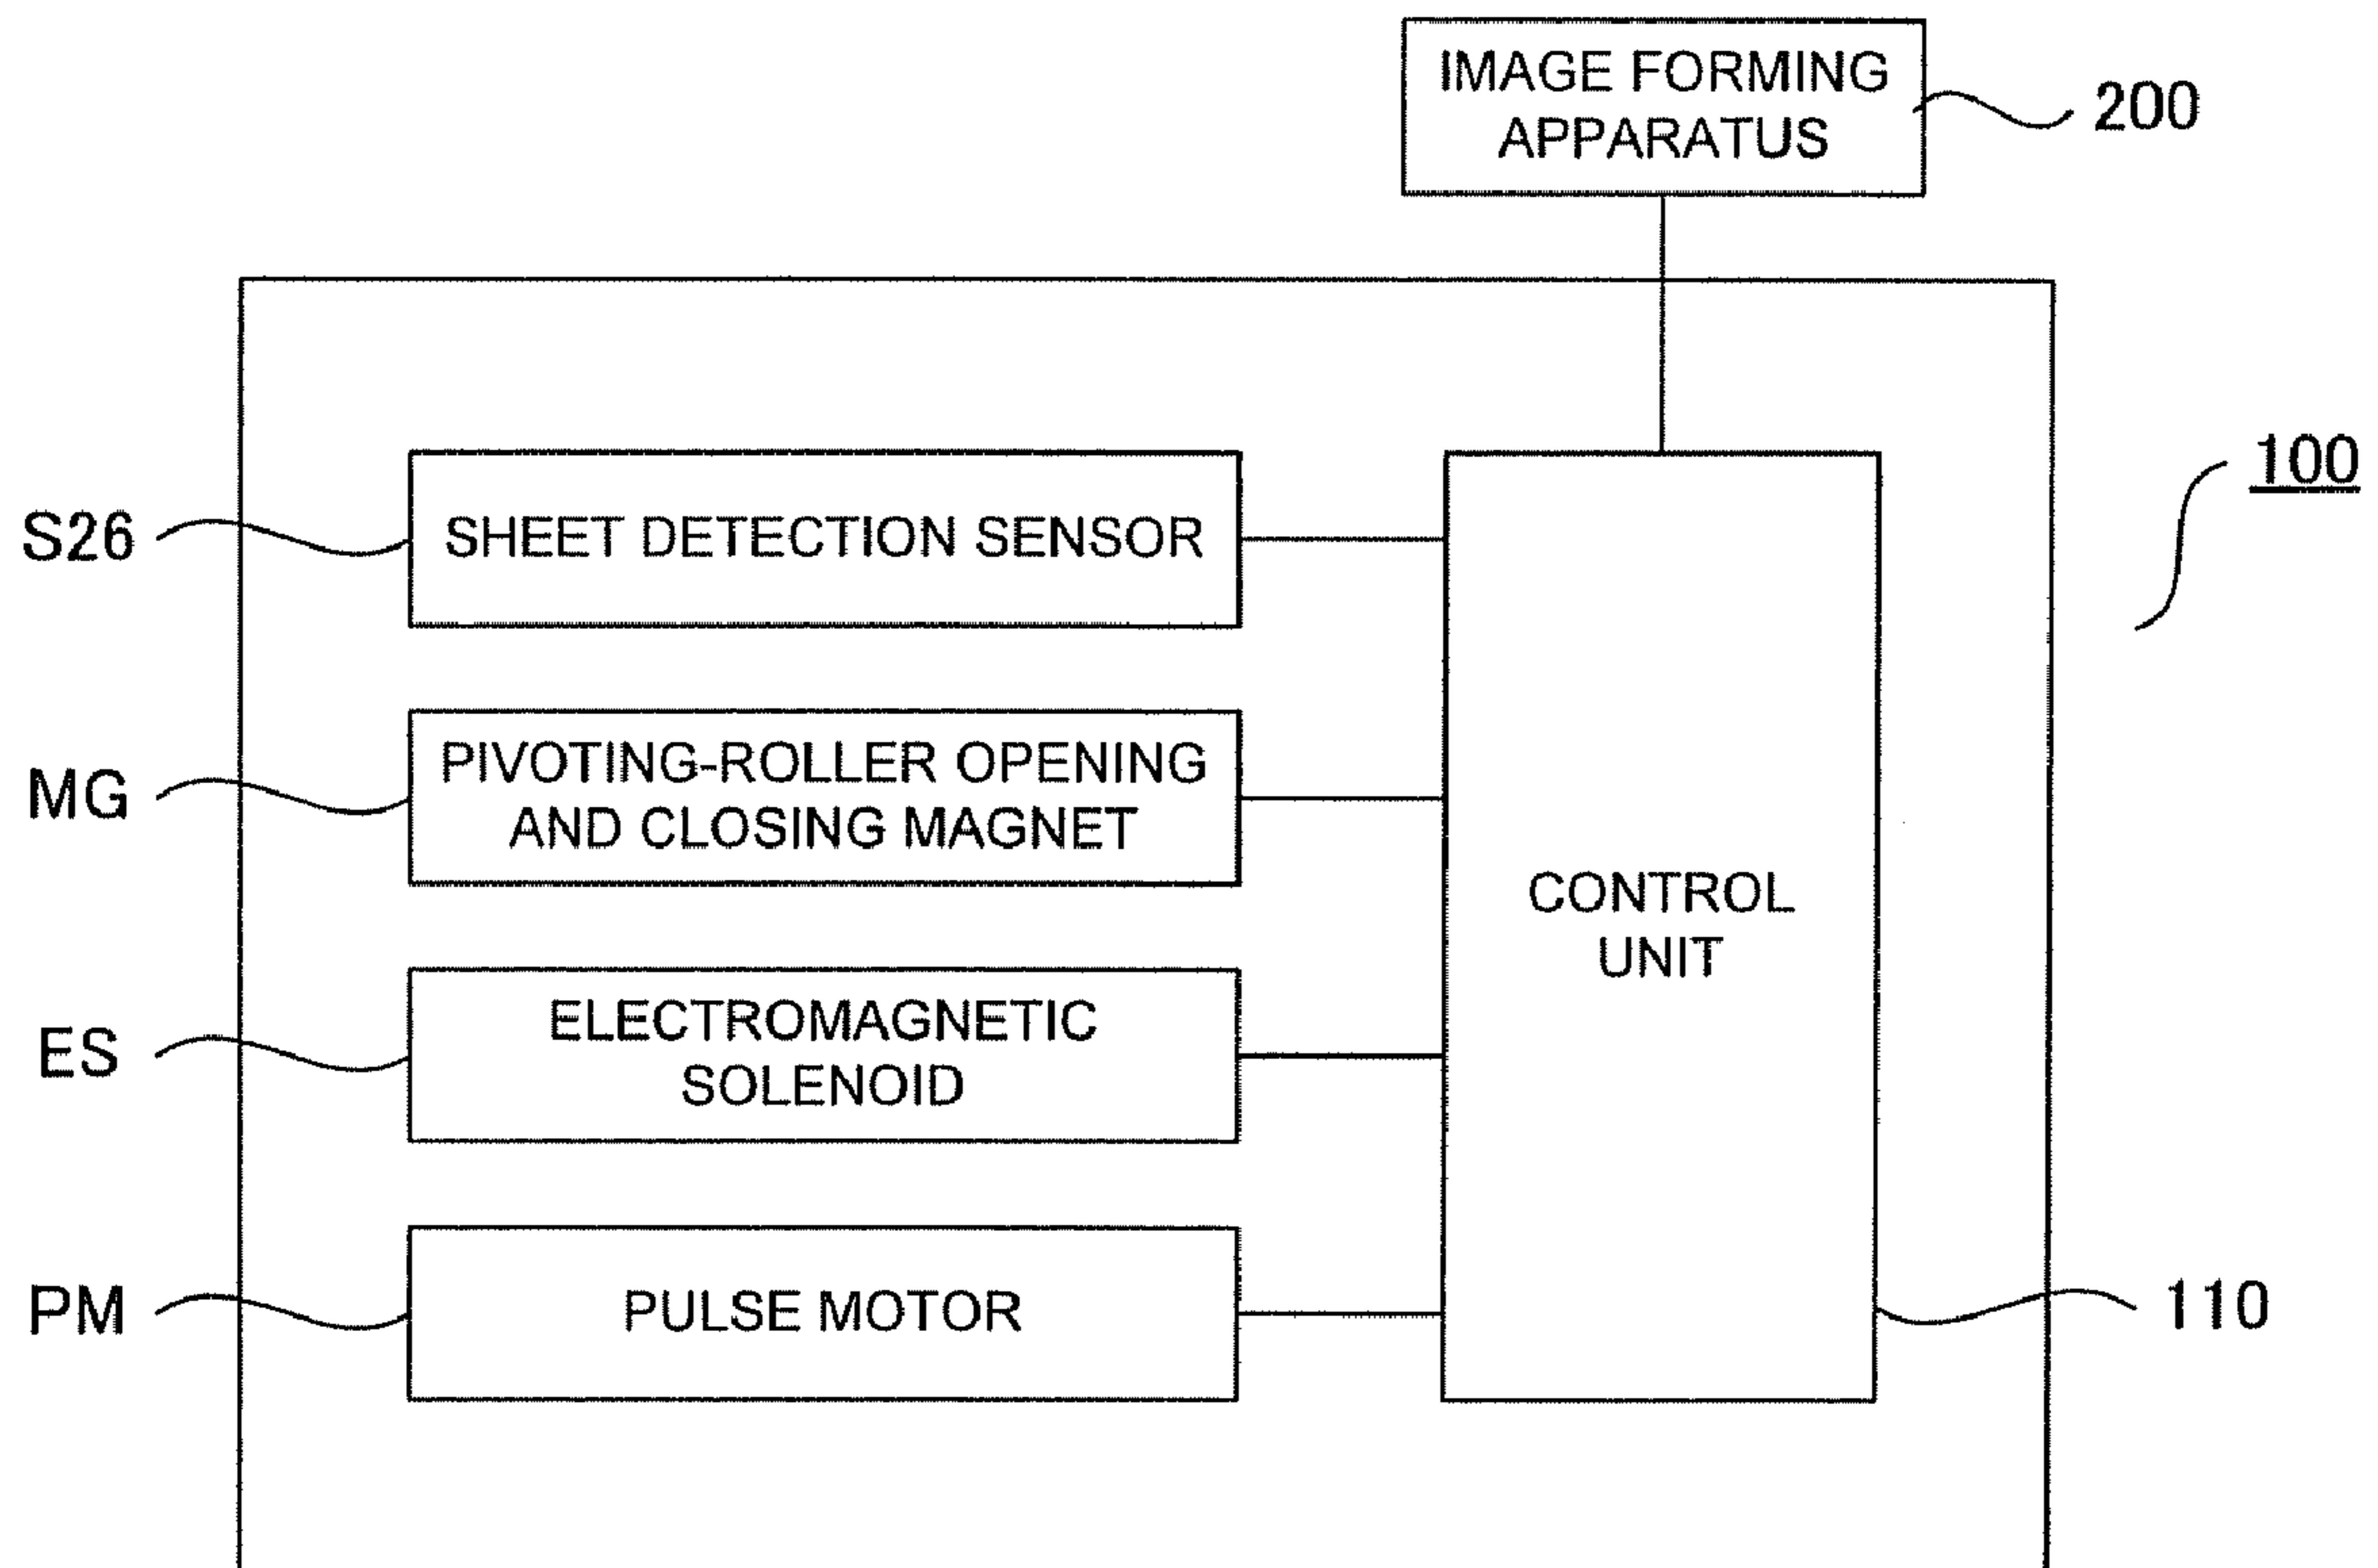 IMAGE FORMING
APPARATUS
200
100
S26
SHEET DETECTION SENSOR
MG
PIVOTING-ROLLER OPENING
AND CLOSING MAGNET
CONTROL
UNIT
ES
ELECTROMAGNETIC
SOLENOID
PM
PULSE MOTOR
110